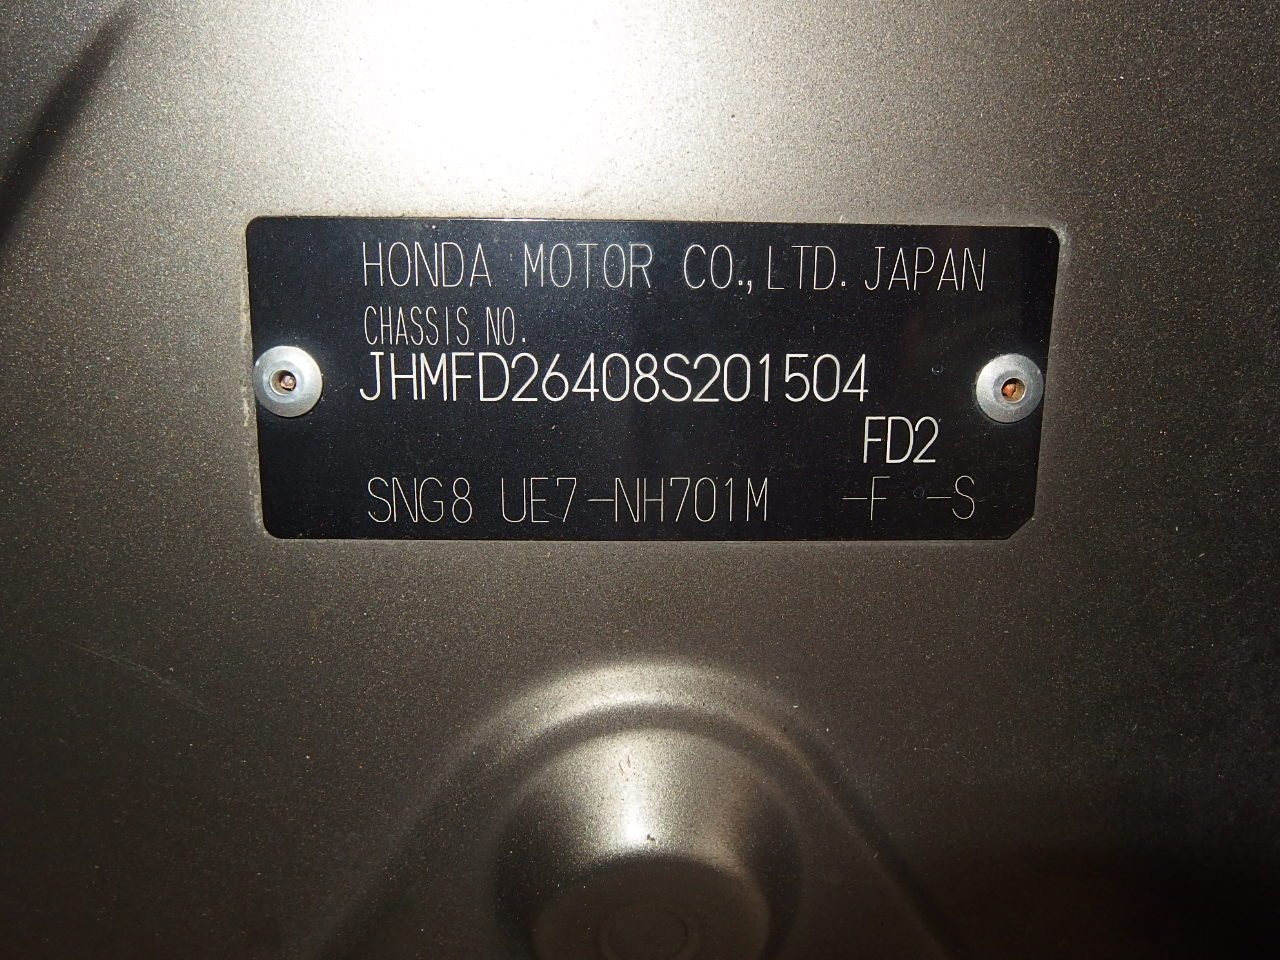 HONDA MOTOR CO.,LTD. JAPAN
CHASSIS NO.
JHMFD26408S201504
FD2
SNG8 UE7-NH701M -F -S